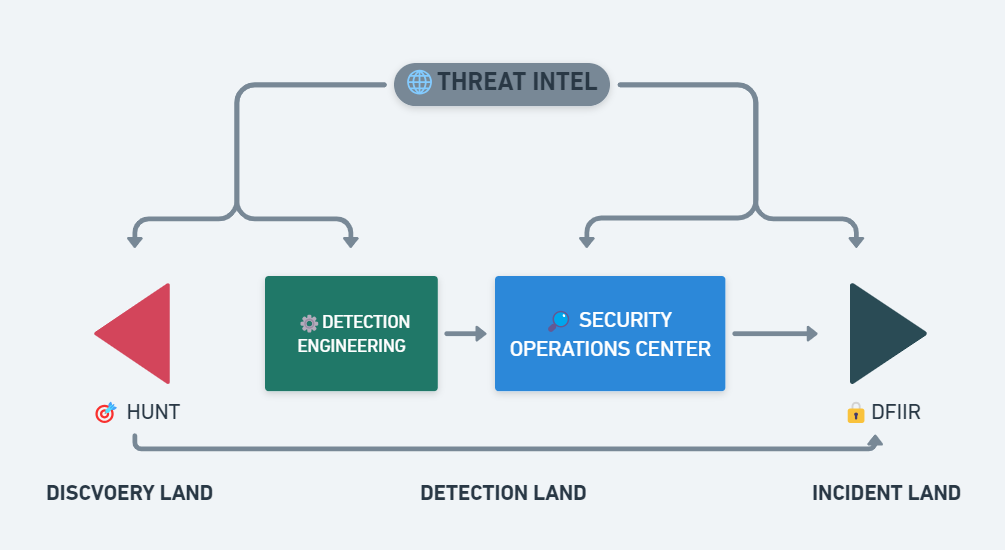 THREAT INTEL
DETECTION
ENGINEERING
SECURITY
OPERATIONS CENTER
HUNT
DFIIR
DISCVOERY LAND
DETECTION LAND
INCIDENT LAND